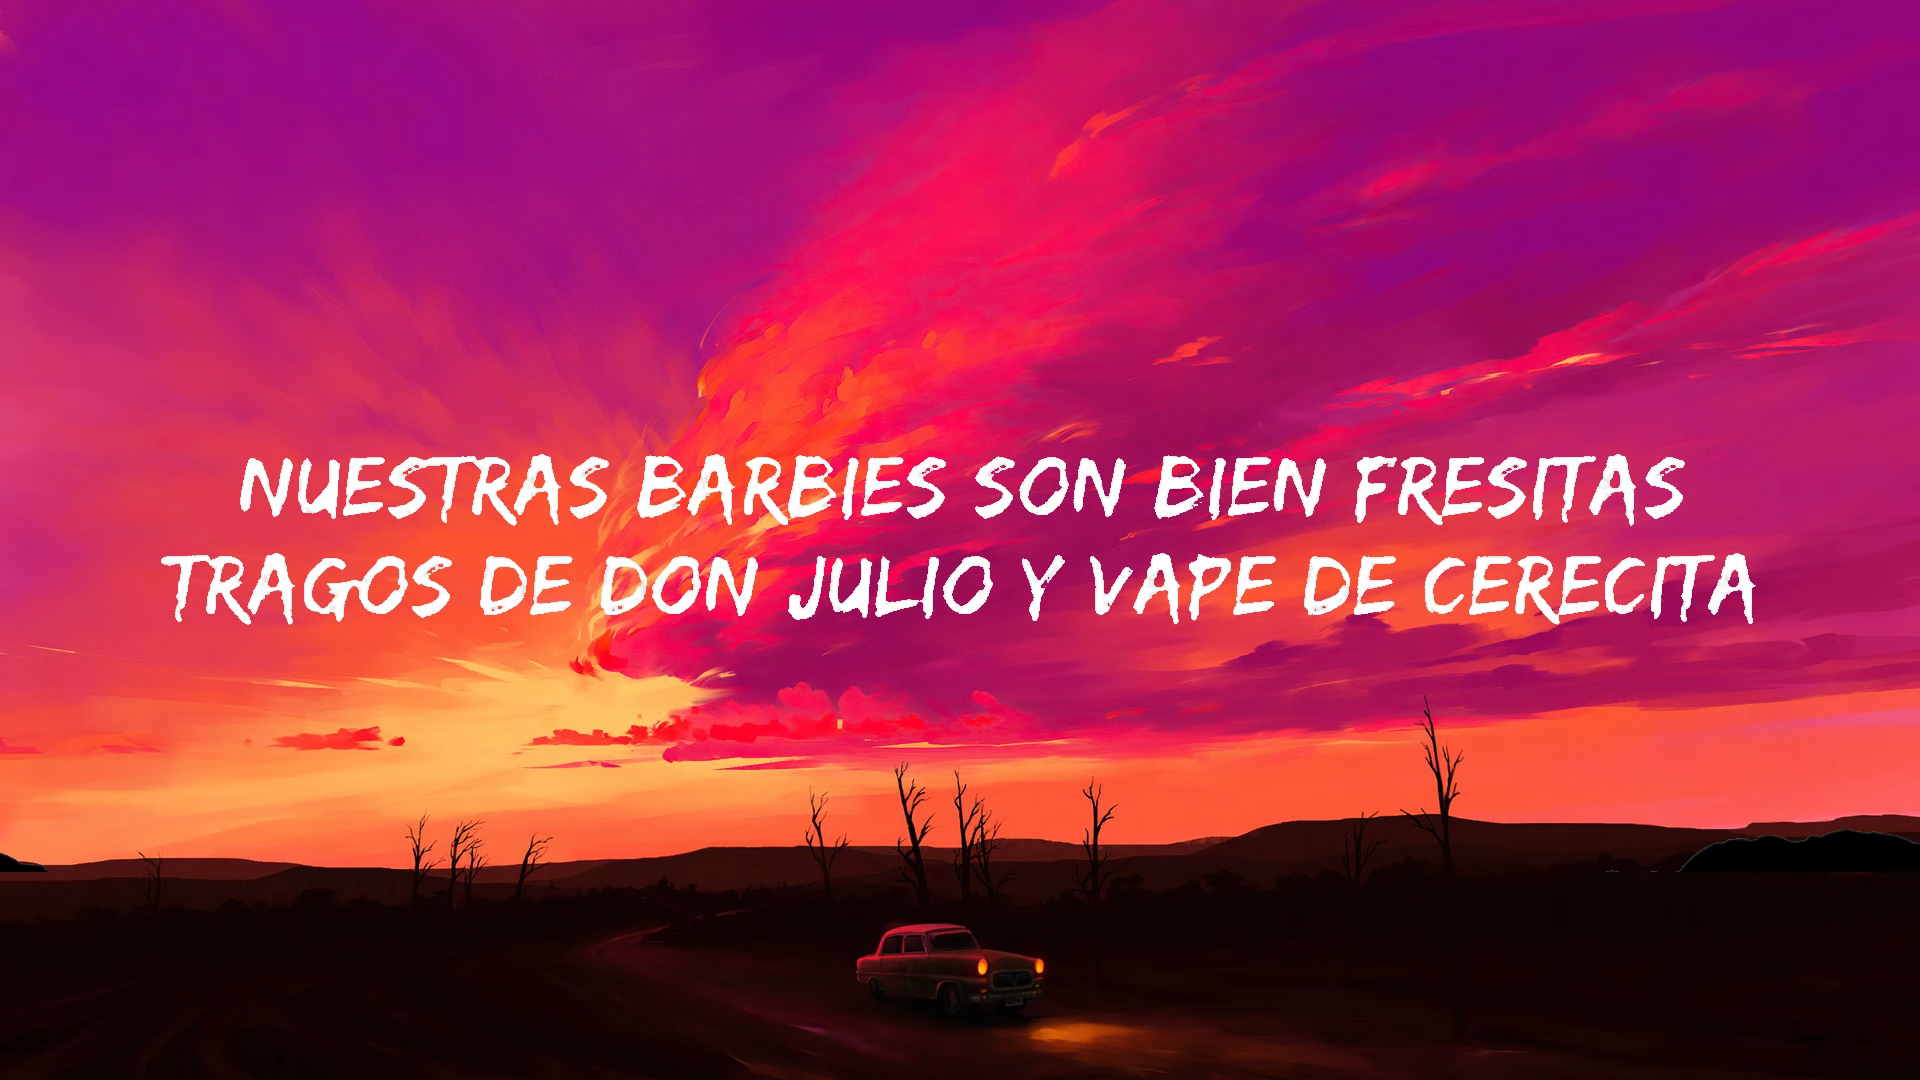 NUESTRAS BARBIES SON BIEN FRESITAS
TRAGOS DE DON JULIO Y VAPE DE CERECITA